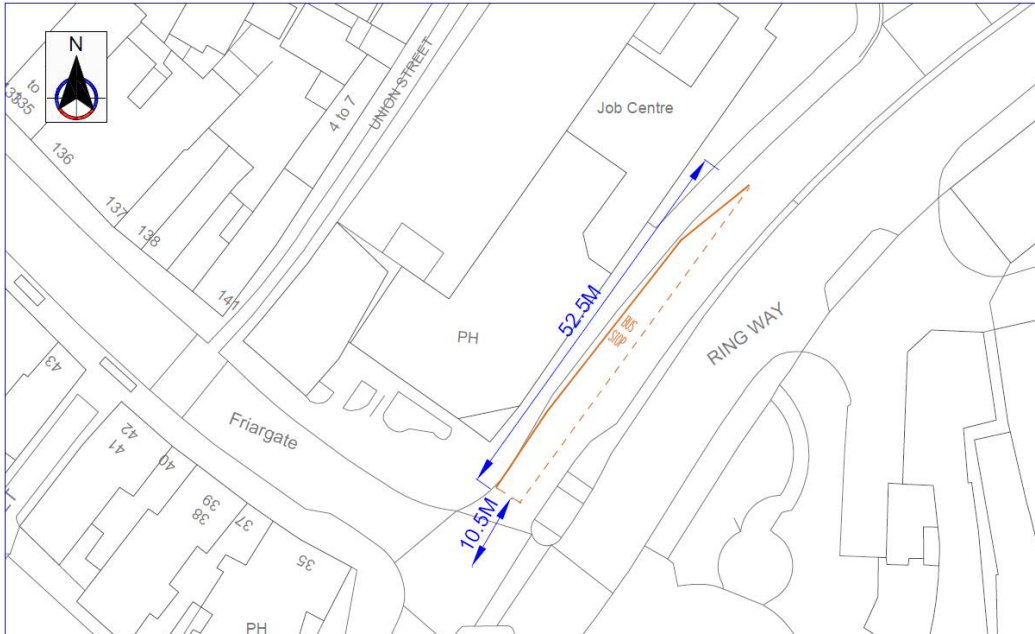 N
to
135
136
137
138
141
4 to 7
UNION STREET
Job Centre
52.5M
BUS
STOP
RING WAY
PH
43
Friargate
42
41
40
39
38
37
35
10.5M
PH